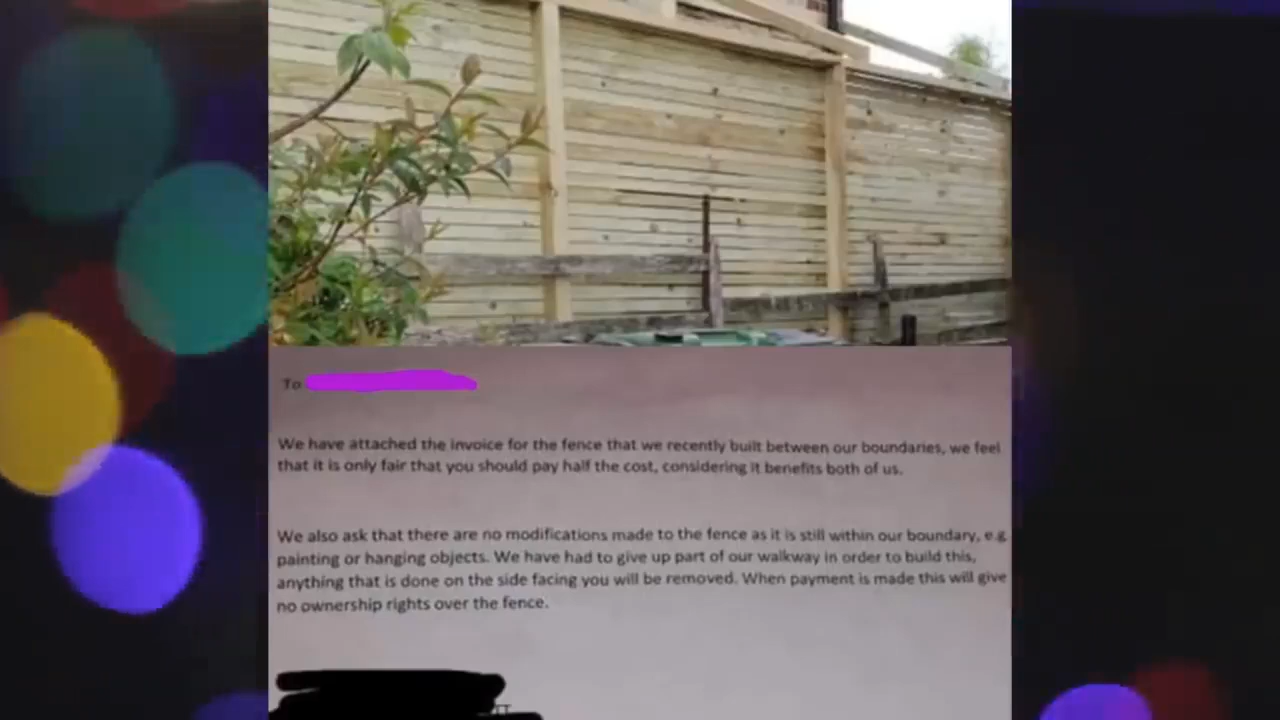 To
We have attached the invoice for the fence that we recently built between our boundaries, we feel
that it is only fair that you should pay half the cost, considering it benefits both of us.
We also ask that there are no modifications made to the fence as it is still within our boundary, e.g
painting or hanging objects. We have had to give up part of our walkway in order to build this,
anything that is done on the side facing you will be removed. When payment is made this will give
no ownership rights over the fence.